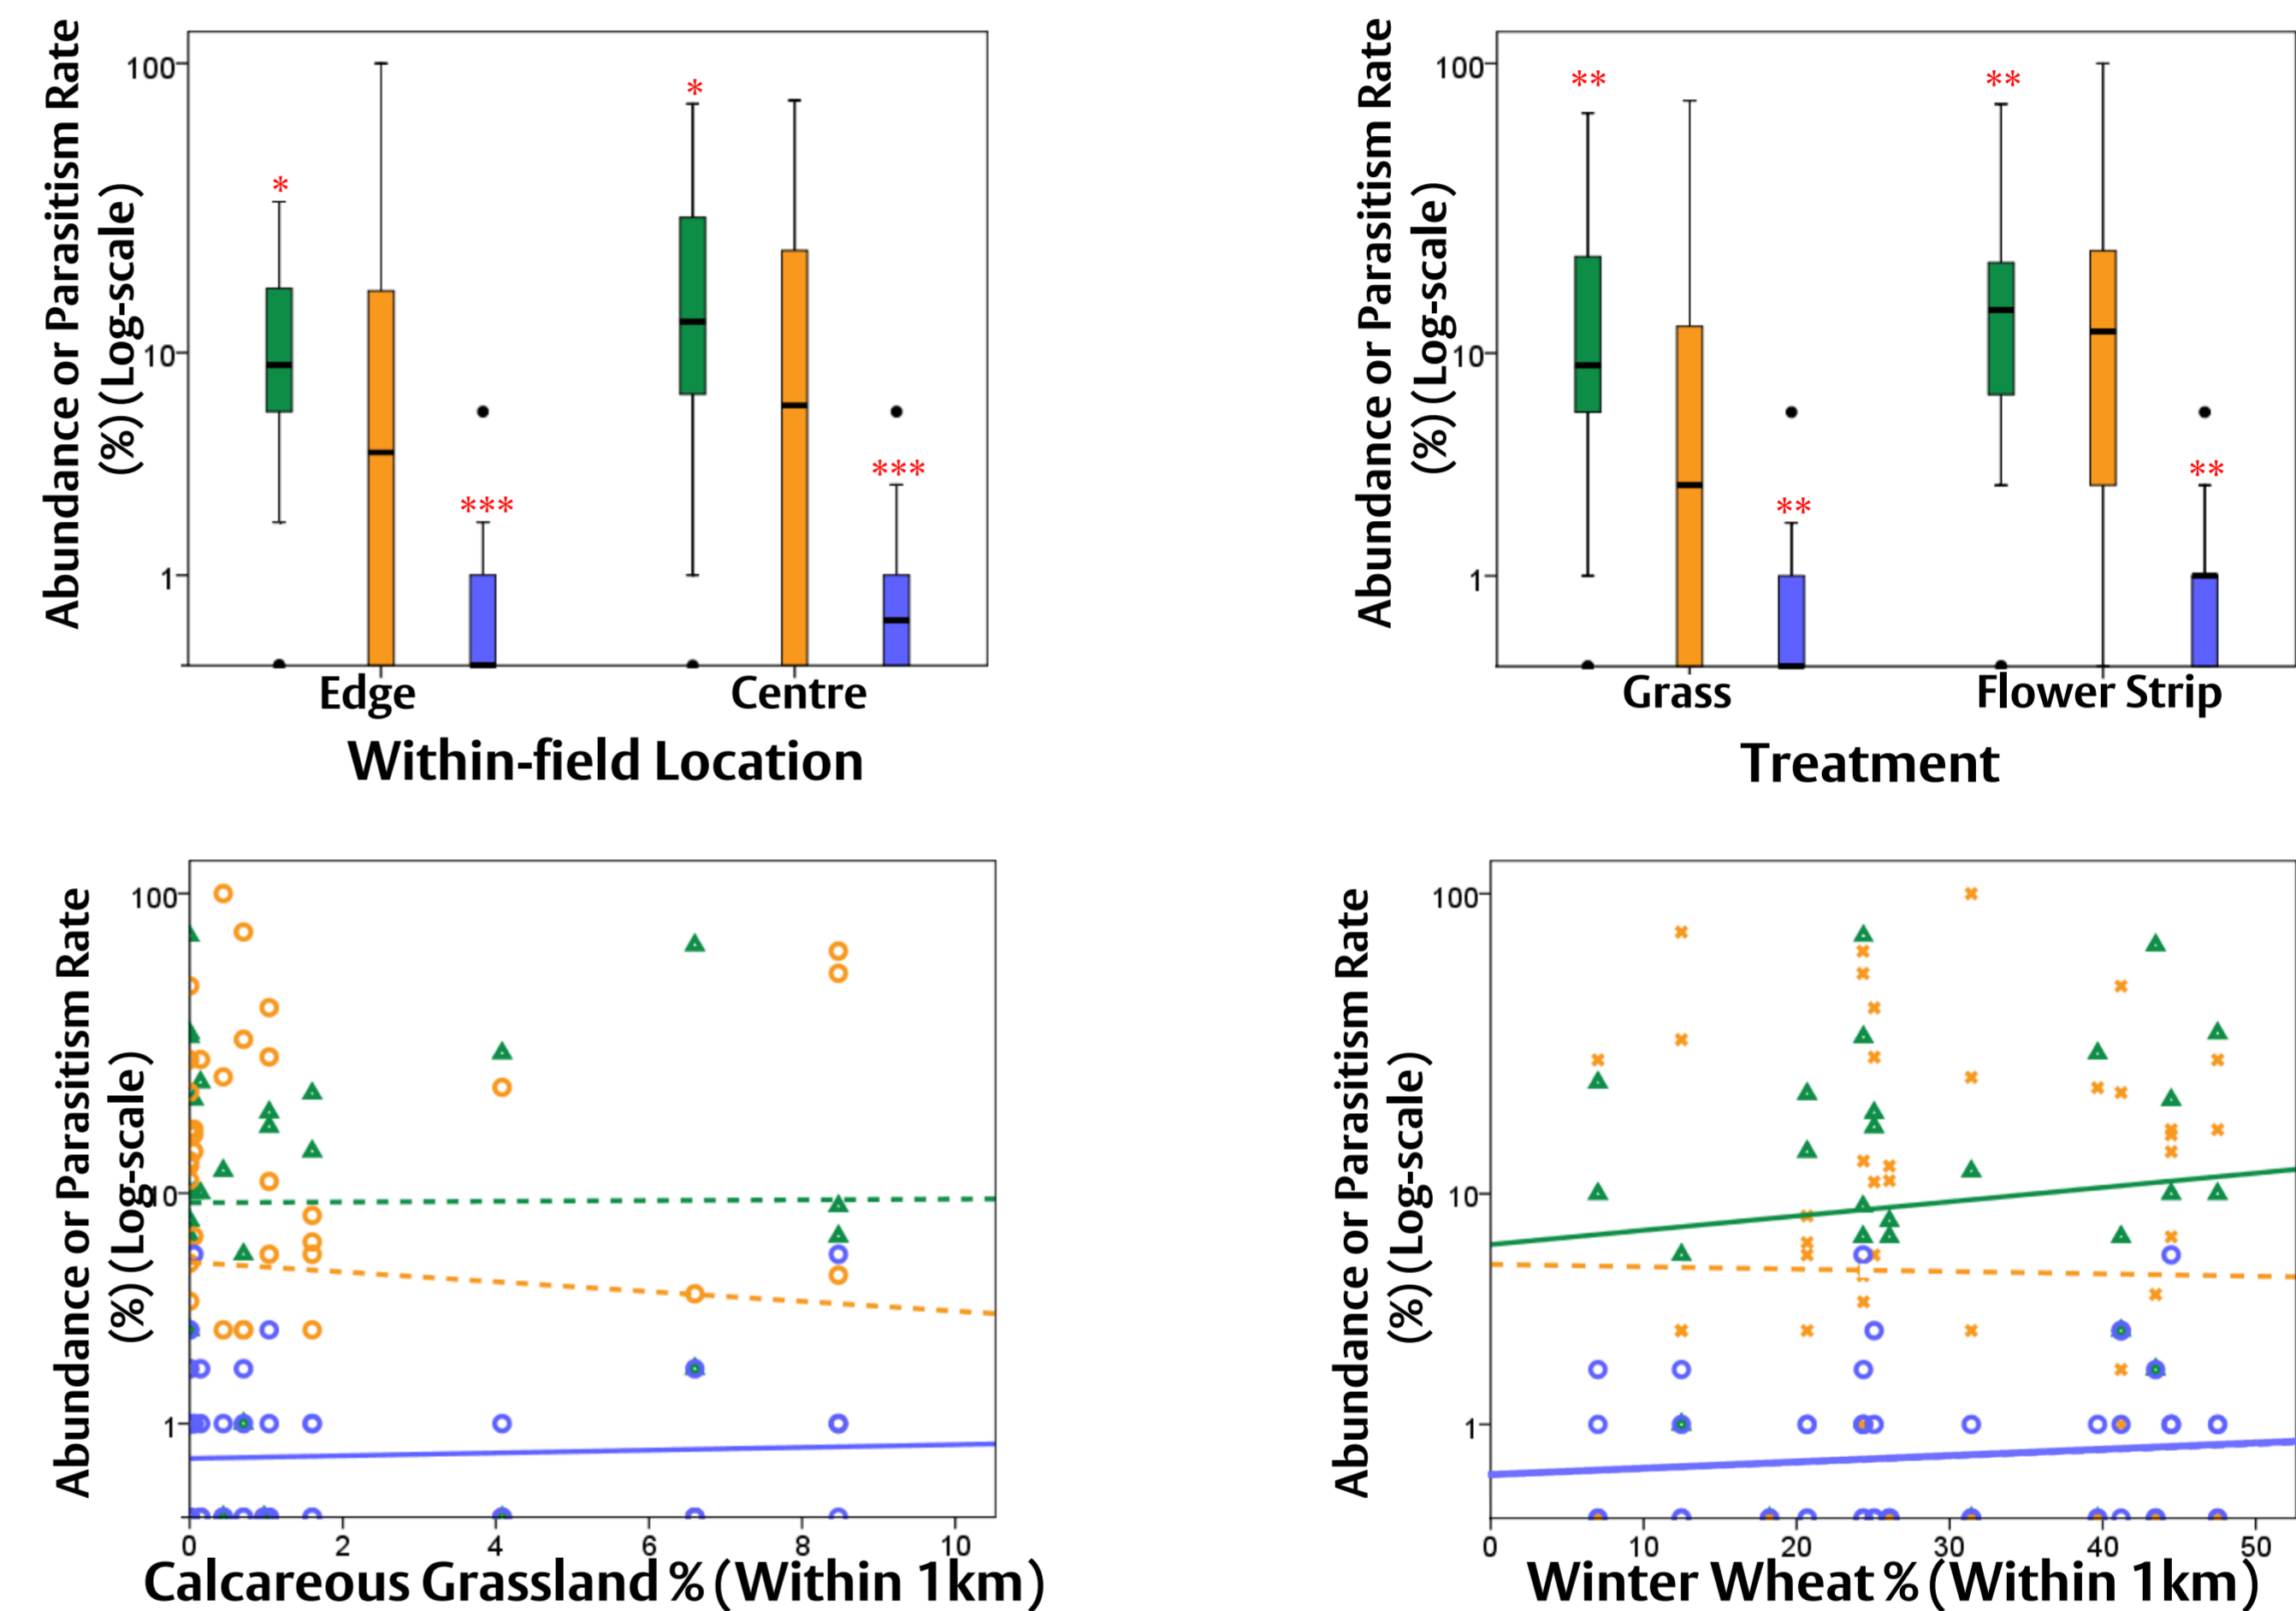 Abundance or Parasitism Rate
(%) (Log-scale)
100
10
1
*
*
***
***
Edge
Centre
Within-field Location
Abundance or Parasitism Rate
(%) (Log-scale)
100
10
1
**
**
**
**
Grass
Flower Strip
Treatment
Abundance or Parasitism Rate
(%) (Log-scale)
100
10
1
0 2 4 6 8 10
Calcareous Grassland % (Within 1km)
Abundance or Parasitism Rate
(%) (Log-scale)
100
10
1
0 10 20 30 40 50
Winter Wheat % (Within 1km)